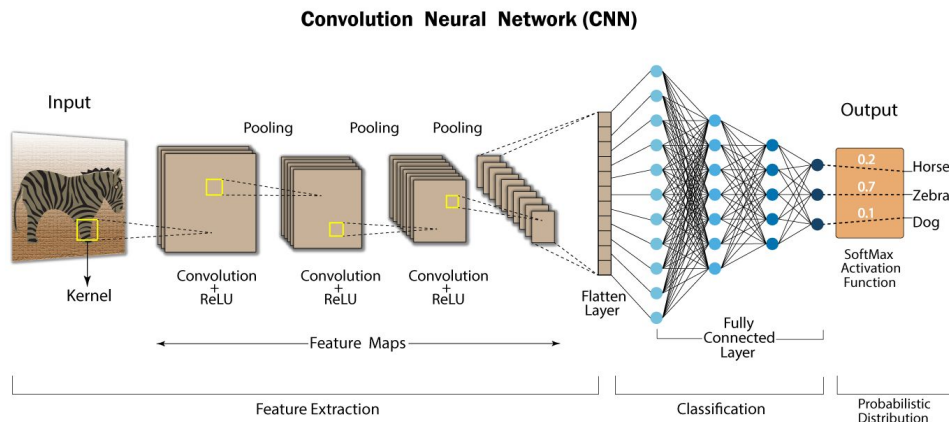 Convolution Neural Network (CNN)
Input
Kernel
Pooling
Pooling
Pooling
Convolution
+
ReLU
Convolution
+
ReLU
Convolution
+
ReLU
Feature Maps
Flatten
Layer
Fully
Connected
Layer
Output
0.2
Horse
0.7
Zebra
0.1
Dog
SoftMax
Activation
Function
Feature Extraction
Classification
Probabilistic
Distribution